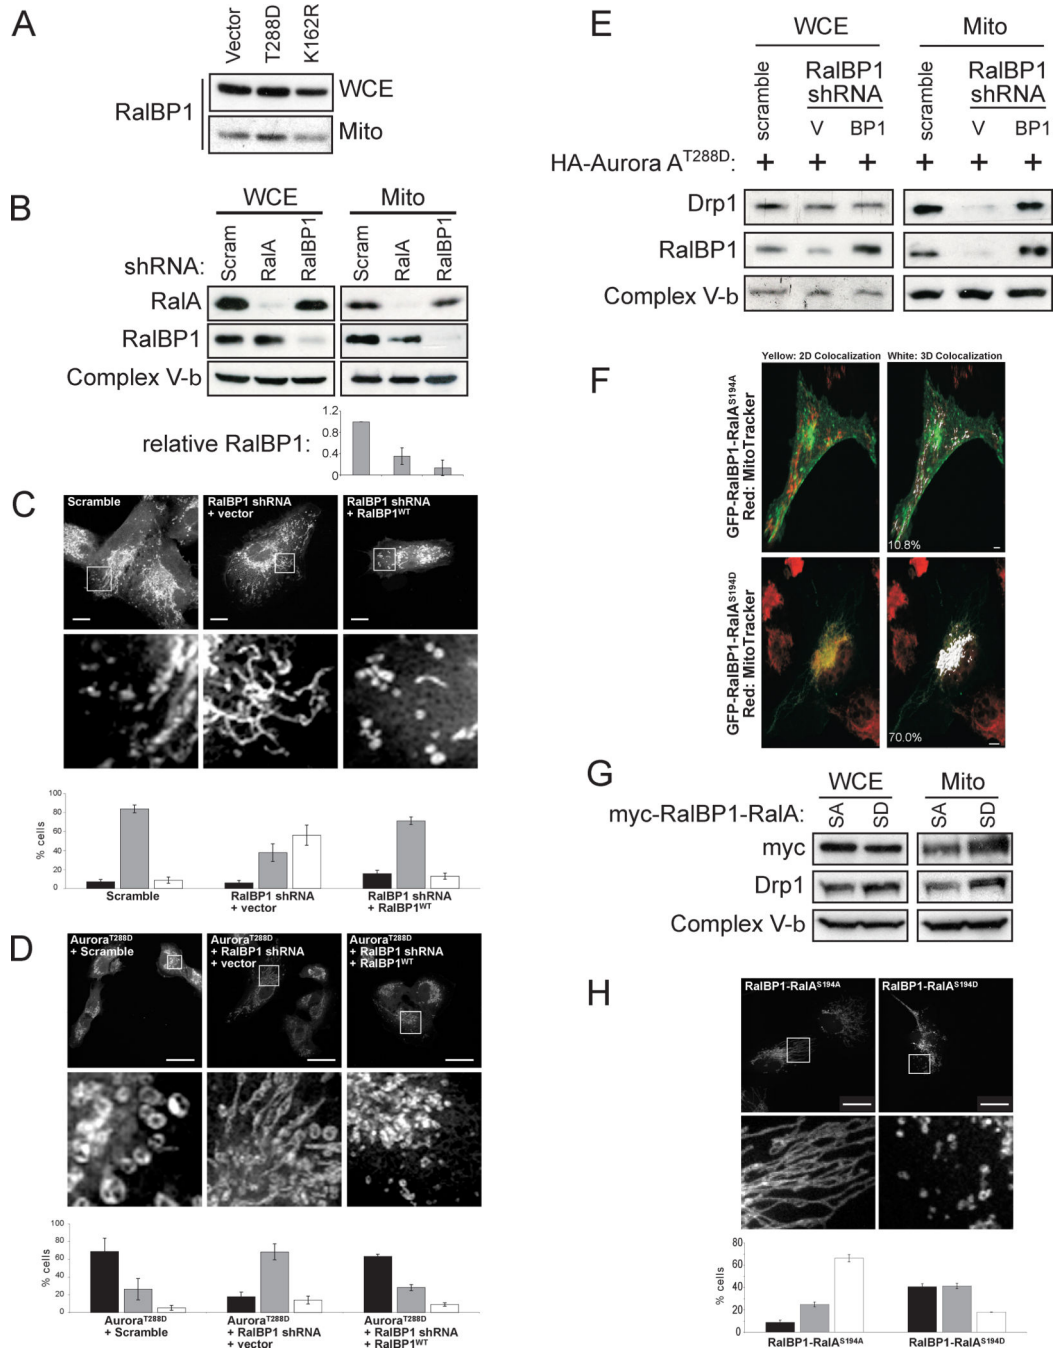 A
Vector
T288D
K162R
RalBP1
WCE
Mito
B
WCE
Mito
shRNA:
Scram
RalA
RalBP1
Scram
RalA
RalBP1
RalA
RalBP1
Complex V-b
relative RalBP1:
1.2
0.8
0.4
0
C
Scramble
RalBP1 shRNA
+ vector
RalBP1 shRNA
+ RalBP1WT
% cells
100
80
60
40
20
0
Scramble
RalBP1 shRNA
+ vector
RalBP1 shRNA
+ RalBP1WT
D
AuroraT288D
+ Scramble
AuroraT288D
+ RalBP1 shRNA
+ vector
AuroraT288D
+ RalBP1 shRNA
+ RalBP1WT
% cells
100
80
60
40
20
0
AuroraT288D
+ Scramble
AuroraT288D
+ RalBP1 shRNA
+ vector
AuroraT288D
+ RalBP1 shRNA
+ RalBP1WT
E
WCE
Mito
scramble
RalBP1
shRNA
V
BP1
scramble
RalBP1
shRNA
V
BP1
HA-Aurora AT288D: + + + + + +
Drp1
RalBP1
Complex V-b
F
Yellow: 2D Colocalization
White: 3D Colocalization
GFP-RalBP1-RalAS194A
Red: MitoTracker
10.8%
GFP-RalBP1-RalAS194D
Red: MitoTracker
70.0%
G
WCE
Mito
myc-RalBP1-RalA:
SA
SD
SA
SD
myc
Drp1
Complex V-b
H
RalBP1-RalAS194A
RalBP1-RalAS194D
% cells
80
60
40
20
0
RalBP1-RalAS194A
RalBP1-RalAS194D